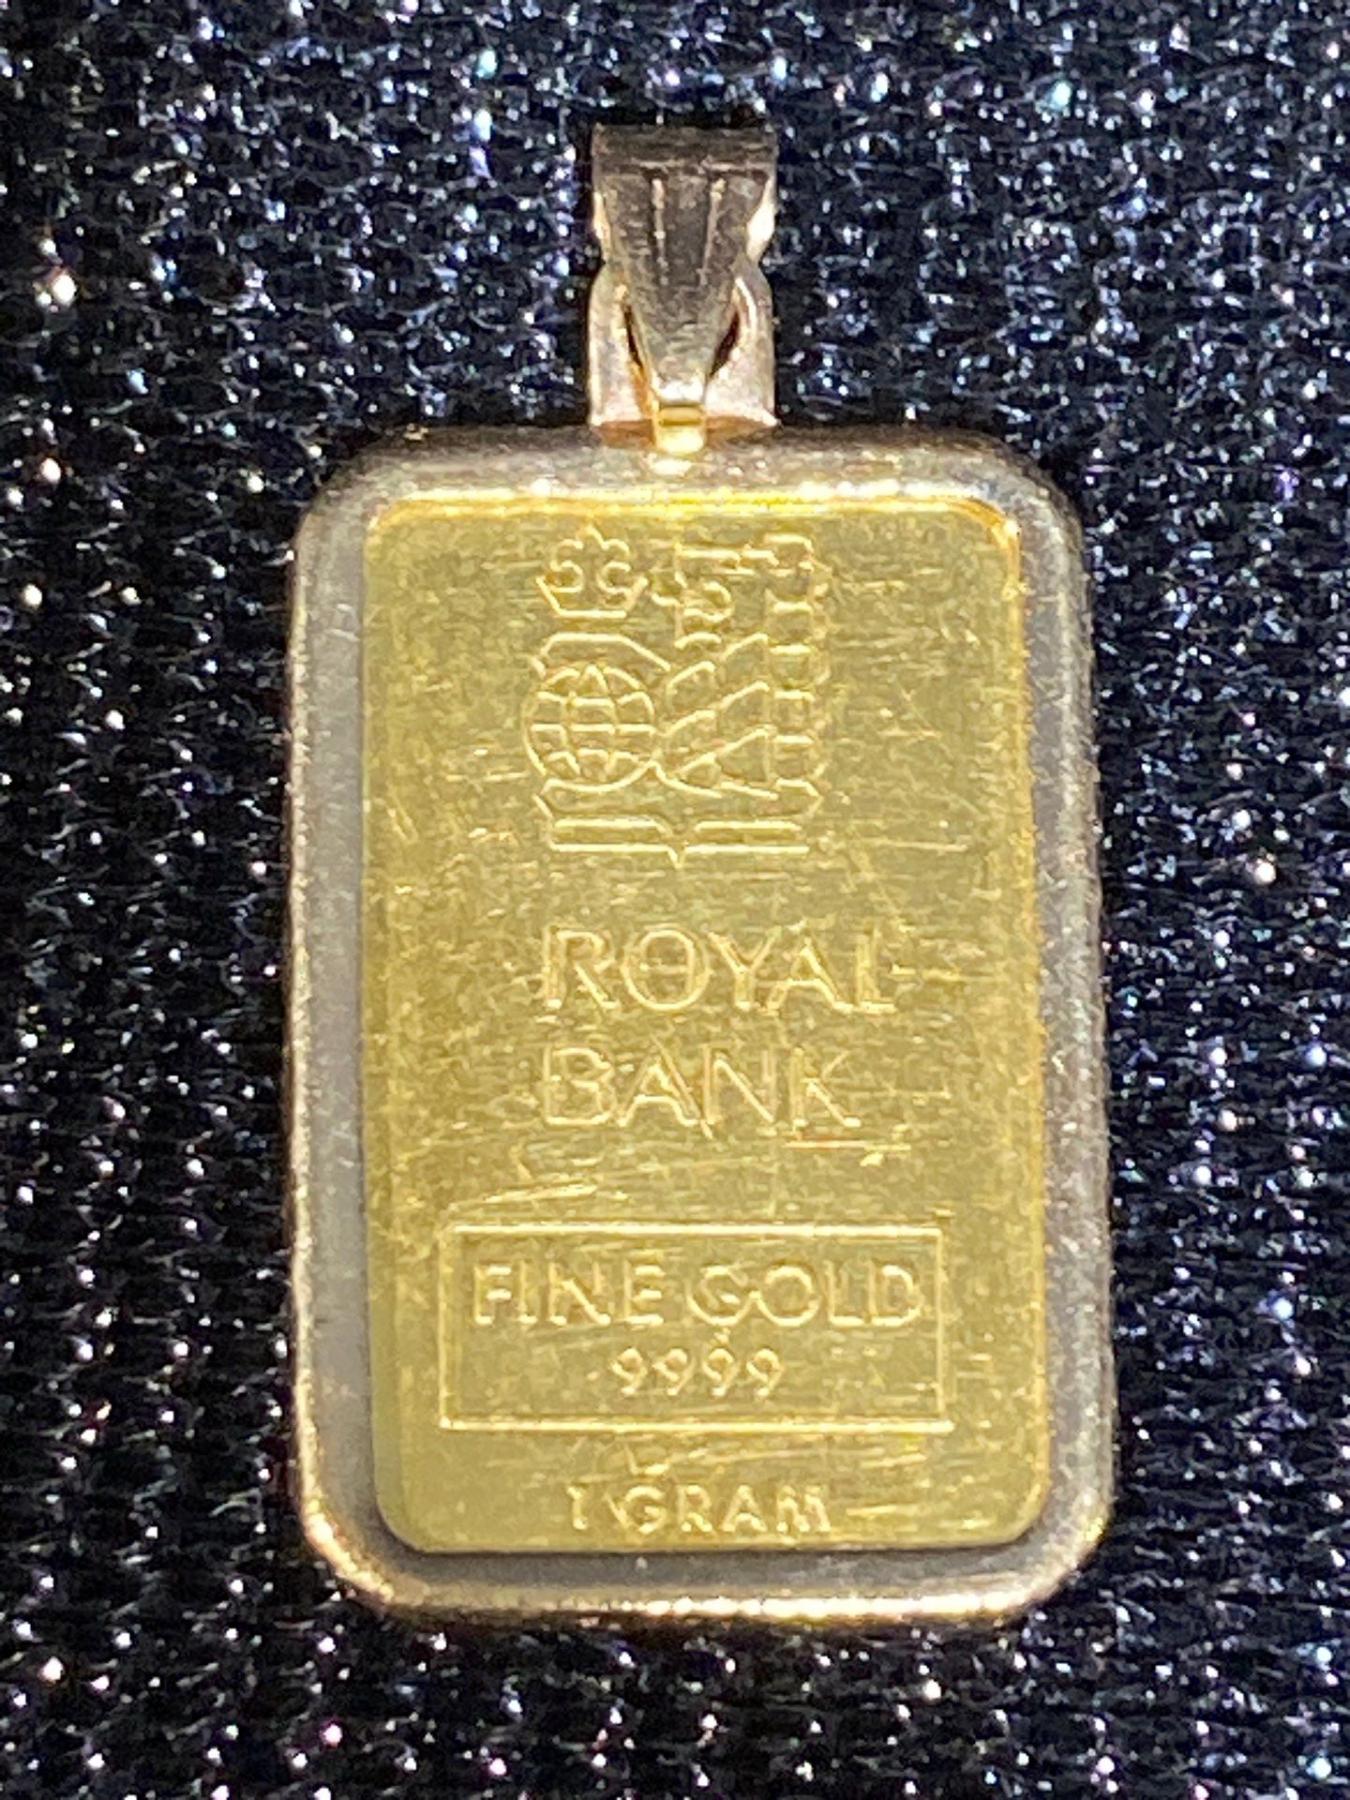 ROYAL
BANK
FINE GOLD
9999
1 GRAM